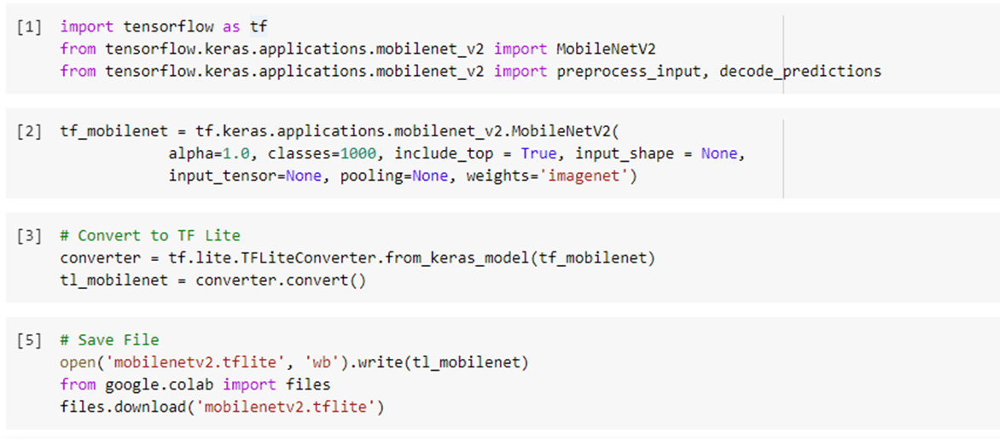 [1] import tensorflow as tf
from tensorflow.keras.applications.mobilenet_v2 import MobileNetV2
from tensorflow.keras.applications.mobilenet_v2 import preprocess_input, decode_predictions
[2] tf_mobilenet = tf.keras.applications.mobilenet_v2.MobileNetV2(
alpha=1.0, classes=1000, include_top = True, input_shape = None,
input_tensor=None, pooling=None, weights='imagenet')
[3] # Convert to TF Lite
converter = tf.lite.TFLiteConverter.from_keras_model(tf_mobilenet)
tl_mobilenet = converter.convert()
[5] # Save File
open('mobilenetv2.tflite', 'wb').write(tl_mobilenet)
from google.colab import files
files.download('mobilenetv2.tflite')